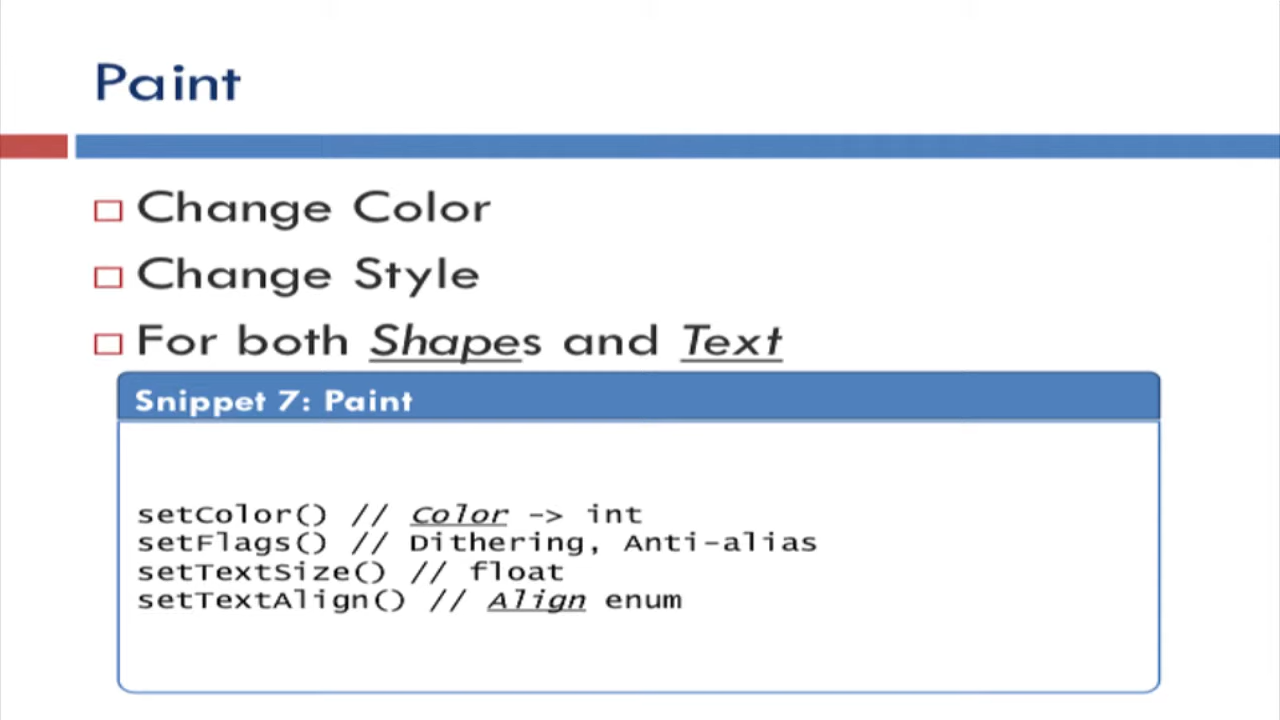 Paint
Change Color
Change Style
For both Shapes and Text
Snippet 7: Paint
setColor() // Color -> int
setFlags() // Dithering, Anti-alias
setTextSize() // float
setTextAlign() // Align enum